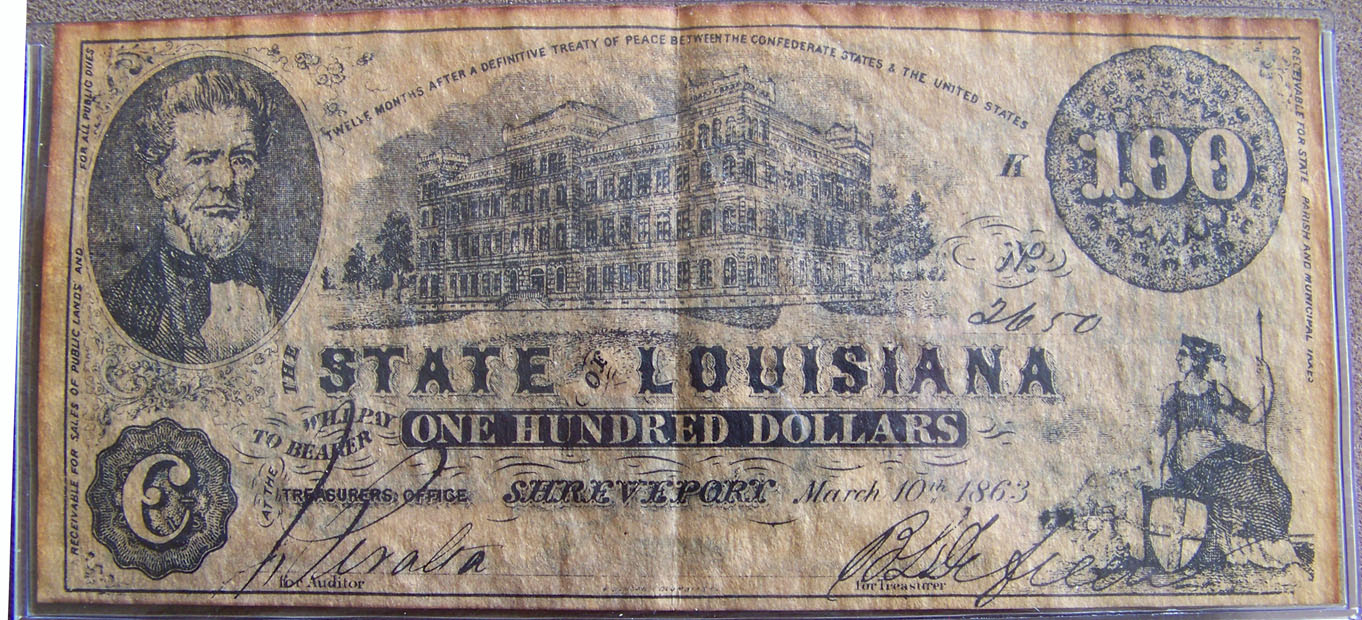 TWELVE MONTHS AFTER A DEFINITIVE TREATY OF PEACE BETWEEN THE CONFEDERATE STATES & THE UNITED STATES
RECEIVABLE FOR SALES OF PUBLIC LANDS AND FOR ALL PUBLIC DUES
RECEIVABLE FOR STATE PARISH AND MUNICIPAL TAXES
100
K
No.
2650
THE STATE OF LOUISIANA
WILL PAY TO BEARER
ONE HUNDRED DOLLARS
C
AT THE TREASURERS, OFFICE SHREVEPORT March 10th, 1863
Peralta
for Auditor
for Treasurer